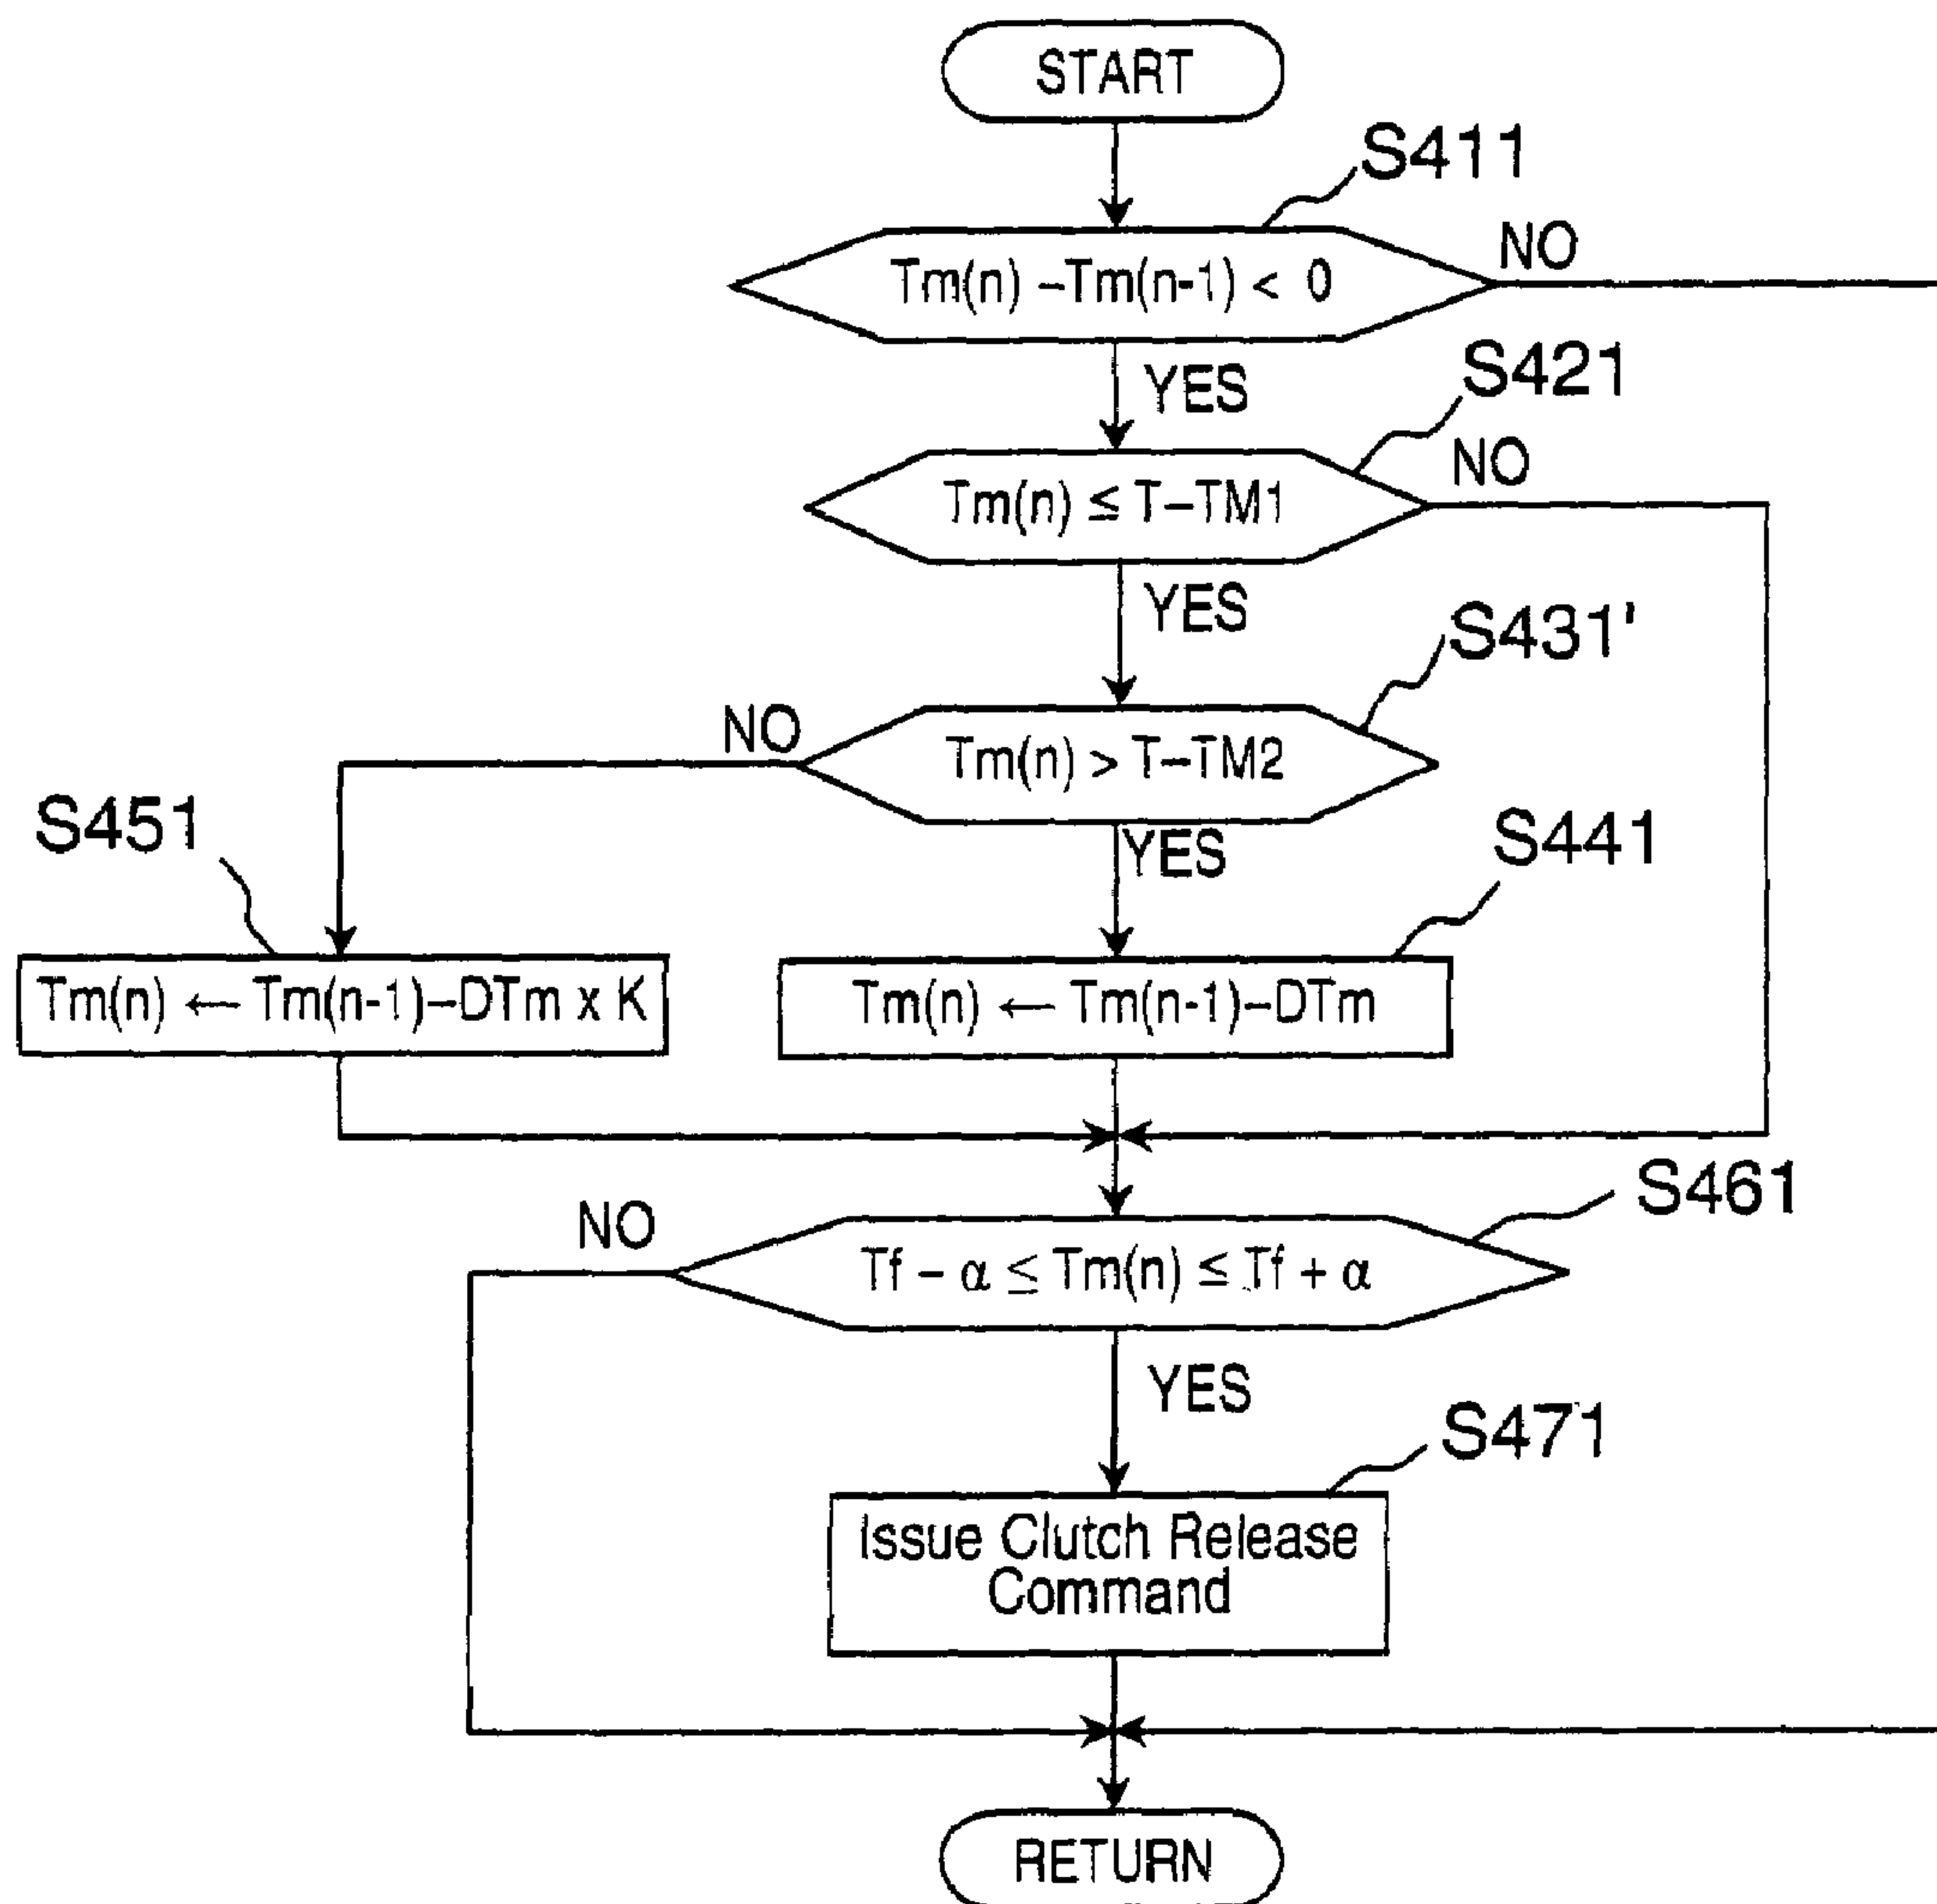 START
S411
Tm(n) –Tm(n-1) < 0
NO
YES
S421
Tm(n) ≦ T–TM1
NO
YES
S431'
Tm(n) > T–TM2
NO
YES
S451
S441
Tm(n) ← Tm(n-1)–DTm x K
Tm(n) ← Tm(n-1)–DTm
S461
NO
Tf – α ≤ Tm(n) ≤ Tf + α
YES
S471
Issue Clutch Release
Command
RETURN